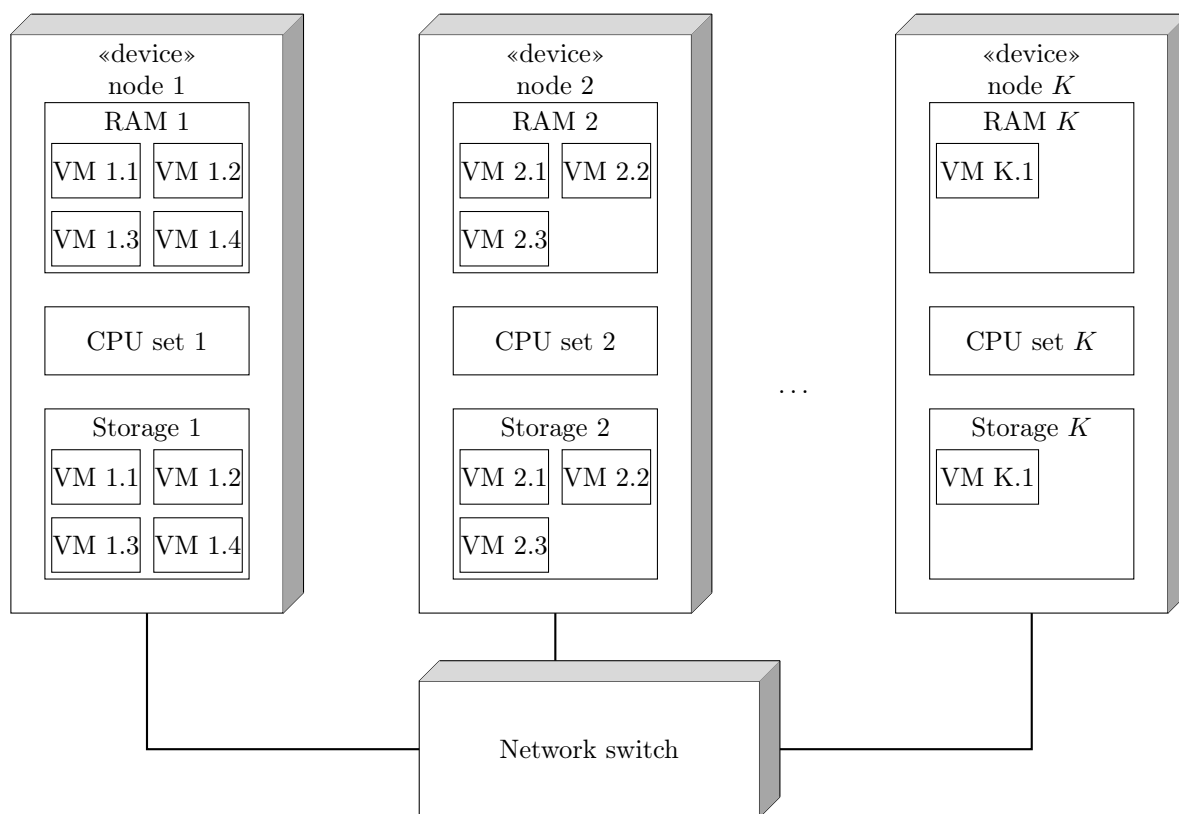 «device»
node 1
RAM 1
VM 1.1
VM 1.2
VM 1.3
VM 1.4
CPU set 1
Storage 1
VM 1.1
VM 1.2
VM 1.3
VM 1.4
«device»
node 2
RAM 2
VM 2.1
VM 2.2
VM 2.3
CPU set 2
Storage 2
VM 2.1
VM 2.2
VM 2.3
...
«device»
node K
RAM K
VM K.1
CPU set K
Storage K
VM K.1
Network switch